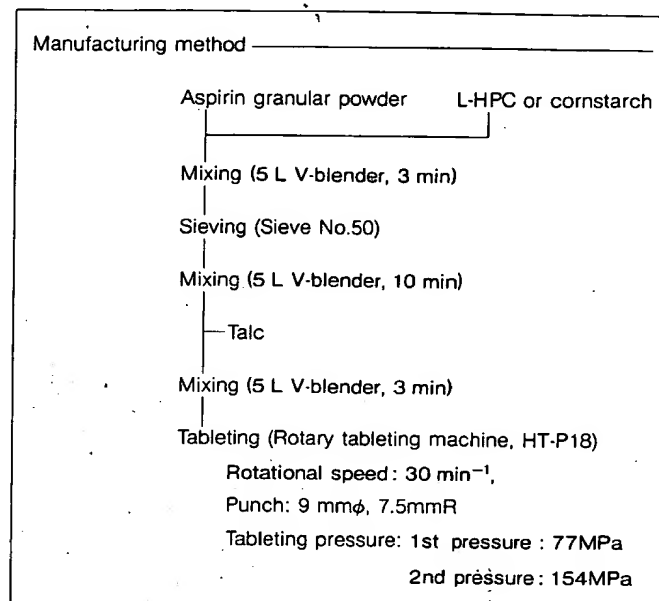 Manufacturing method
Aspirin granular powder L-HPC or cornstarch
Mixing (5 L V-blender, 3 min)
Sieving (Sieve No.50)
Mixing (5 L V-blender, 10 min)
Talc
Mixing (5 L V-blender, 3 min)
Tableting (Rotary tableting machine, HT-P18)
Rotational speed: 30 min⁻¹,
Punch: 9 mmφ, 7.5mmR
Tableting pressure: 1st pressure : 77MPa
2nd pressure : 154MPa